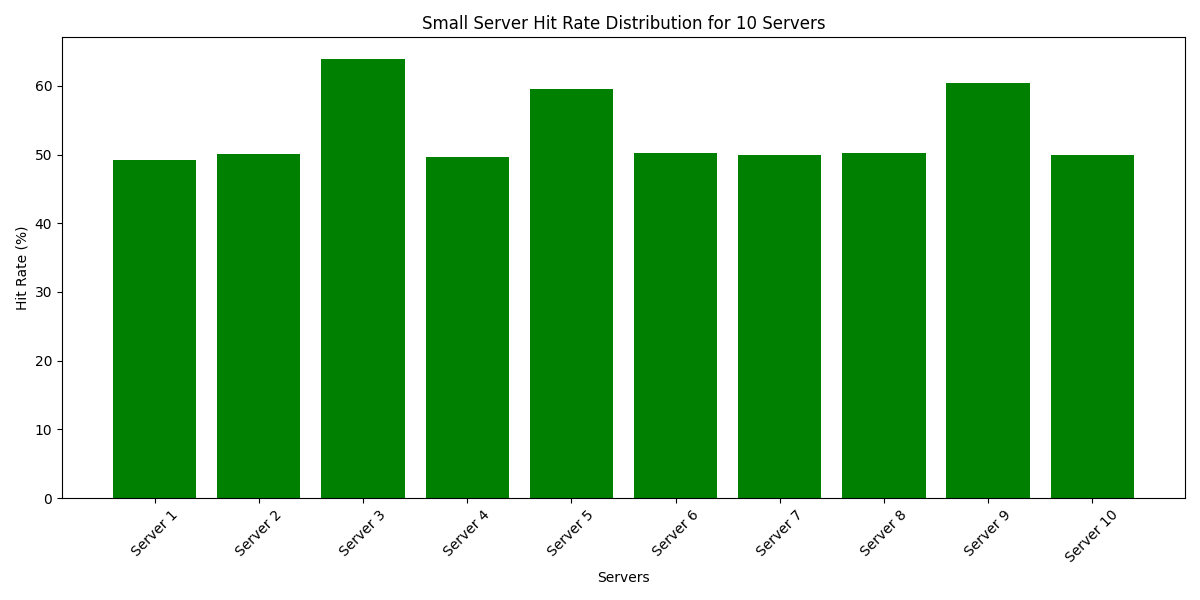 Small Server Hit Rate Distribution for 10 Servers
Hit Rate (%)
60
50
40
30
20
10
0
Server 1
Server 2
Server 3
Server 4
Server 5
Server 6
Server 7
Server 8
Server 9
Server 10
Servers